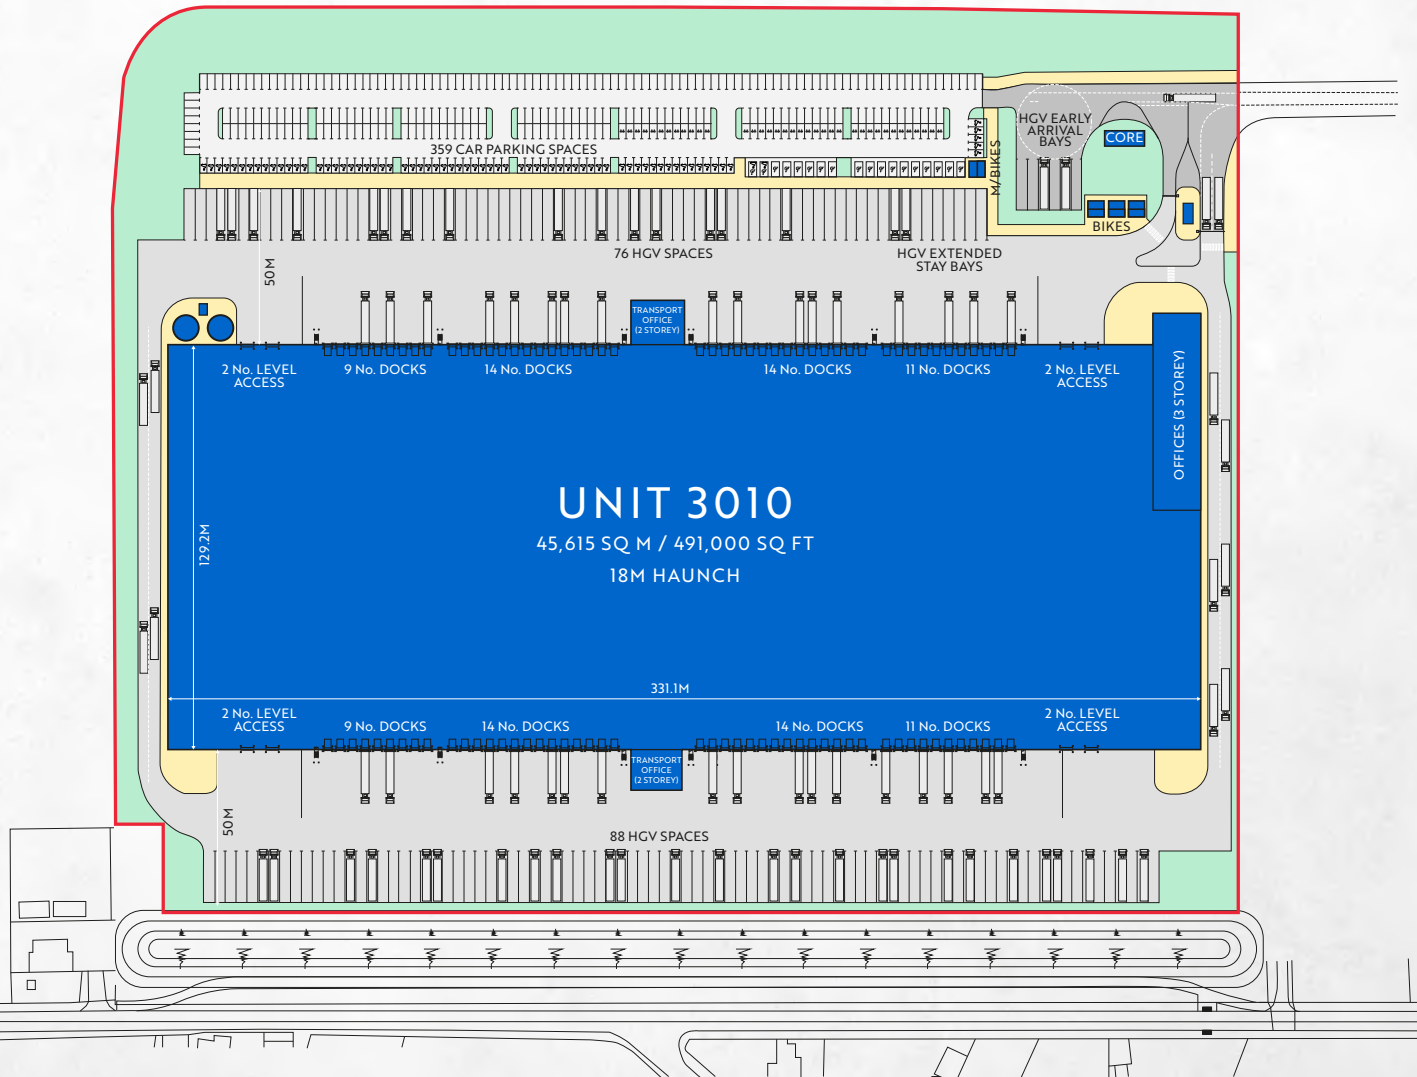 359 CAR PARKING SPACES
M/BIKES
HGV EARLY
ARRIVAL
BAYS
CORE
BIKES
76 HGV SPACES
HGV EXTENDED
STAY BAYS
50M
TRANSPORT
OFFICE
(2 STOREY)
2 No. LEVEL
ACCESS
9 No. DOCKS
14 No. DOCKS
14 No. DOCKS
11 No. DOCKS
2 No. LEVEL
ACCESS
OFFICES (3 STOREY)
UNIT 3010
45,615 SQ M / 491,000 SQ FT
18M HAUNCH
129.2M
331.1M
2 No. LEVEL
ACCESS
9 No. DOCKS
14 No. DOCKS
14 No. DOCKS
11 No. DOCKS
2 No. LEVEL
ACCESS
TRANSPORT
OFFICE
(2 STOREY)
50M
88 HGV SPACES